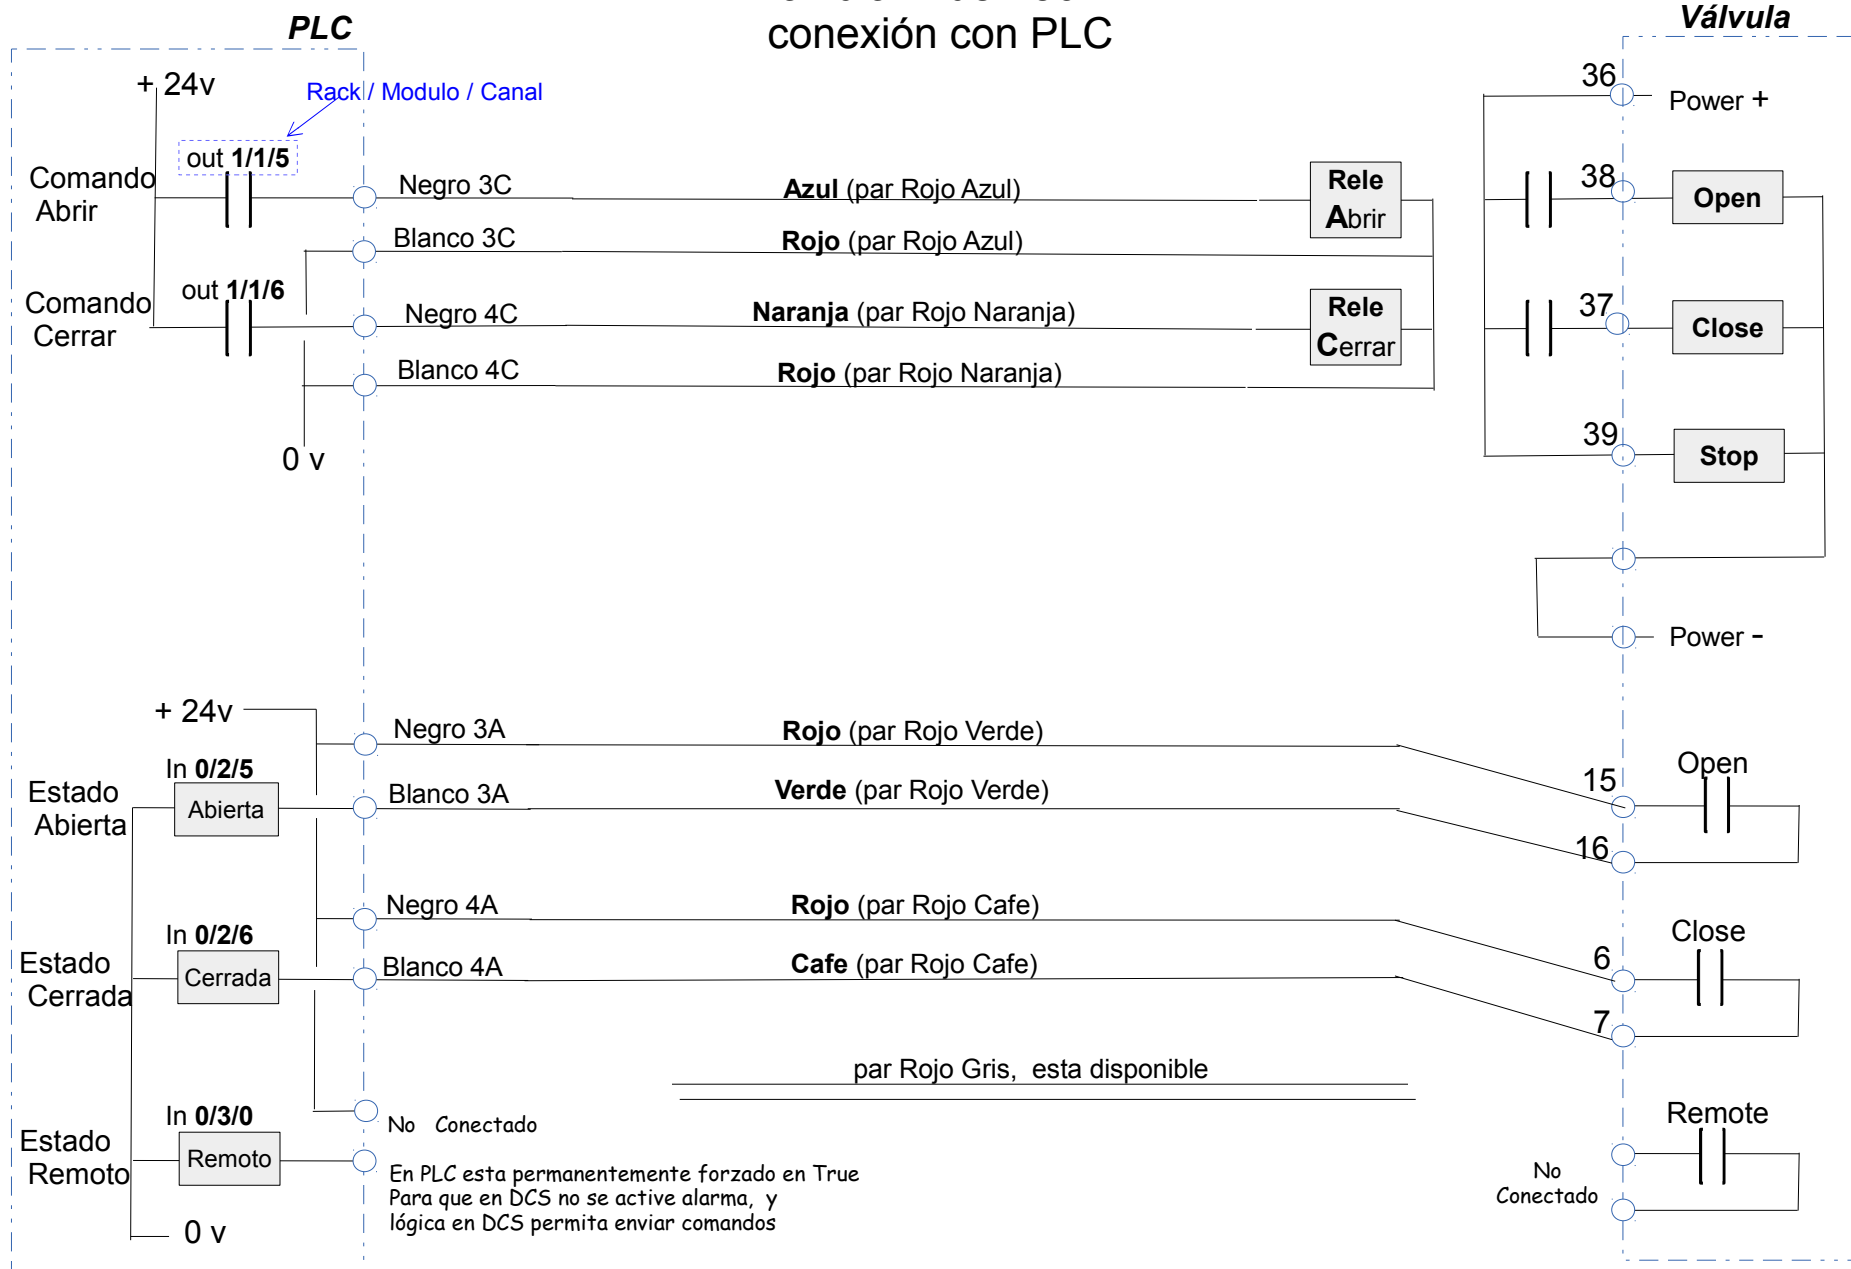 conexión con PLC
PLC
Válvula
+ 24v
Rack / Modulo / Canal
out 1/1/5
Comando
Abrir
Negro 3C
Azul (par Rojo Azul)
Rele
Abrir
Blanco 3C
Rojo (par Rojo Azul)
out 1/1/6
Comando
Cerrar
Negro 4C
Naranja (par Rojo Naranja)
Rele
Cerrar
Blanco 4C
Rojo (par Rojo Naranja)
0 v
36
Power +
38
Open
37
Close
39
Stop
Power -
+ 24v
Negro 3A
Rojo (par Rojo Verde)
In 0/2/5
Estado
Abierta
Abierta
Blanco 3A
Verde (par Rojo Verde)
15
Open
16
Negro 4A
Rojo (par Rojo Cafe)
In 0/2/6
Estado
Cerrada
Cerrada
Blanco 4A
Cafe (par Rojo Cafe)
6
Close
7
par Rojo Gris, esta disponible
In 0/3/0
No Conectado
Estado
Remoto
Remoto
En PLC esta permanentemente forzado en True
Para que en DCS no se active alarma, y
lógica en DCS permita enviar comandos
0 v
Remote
No
Conectado